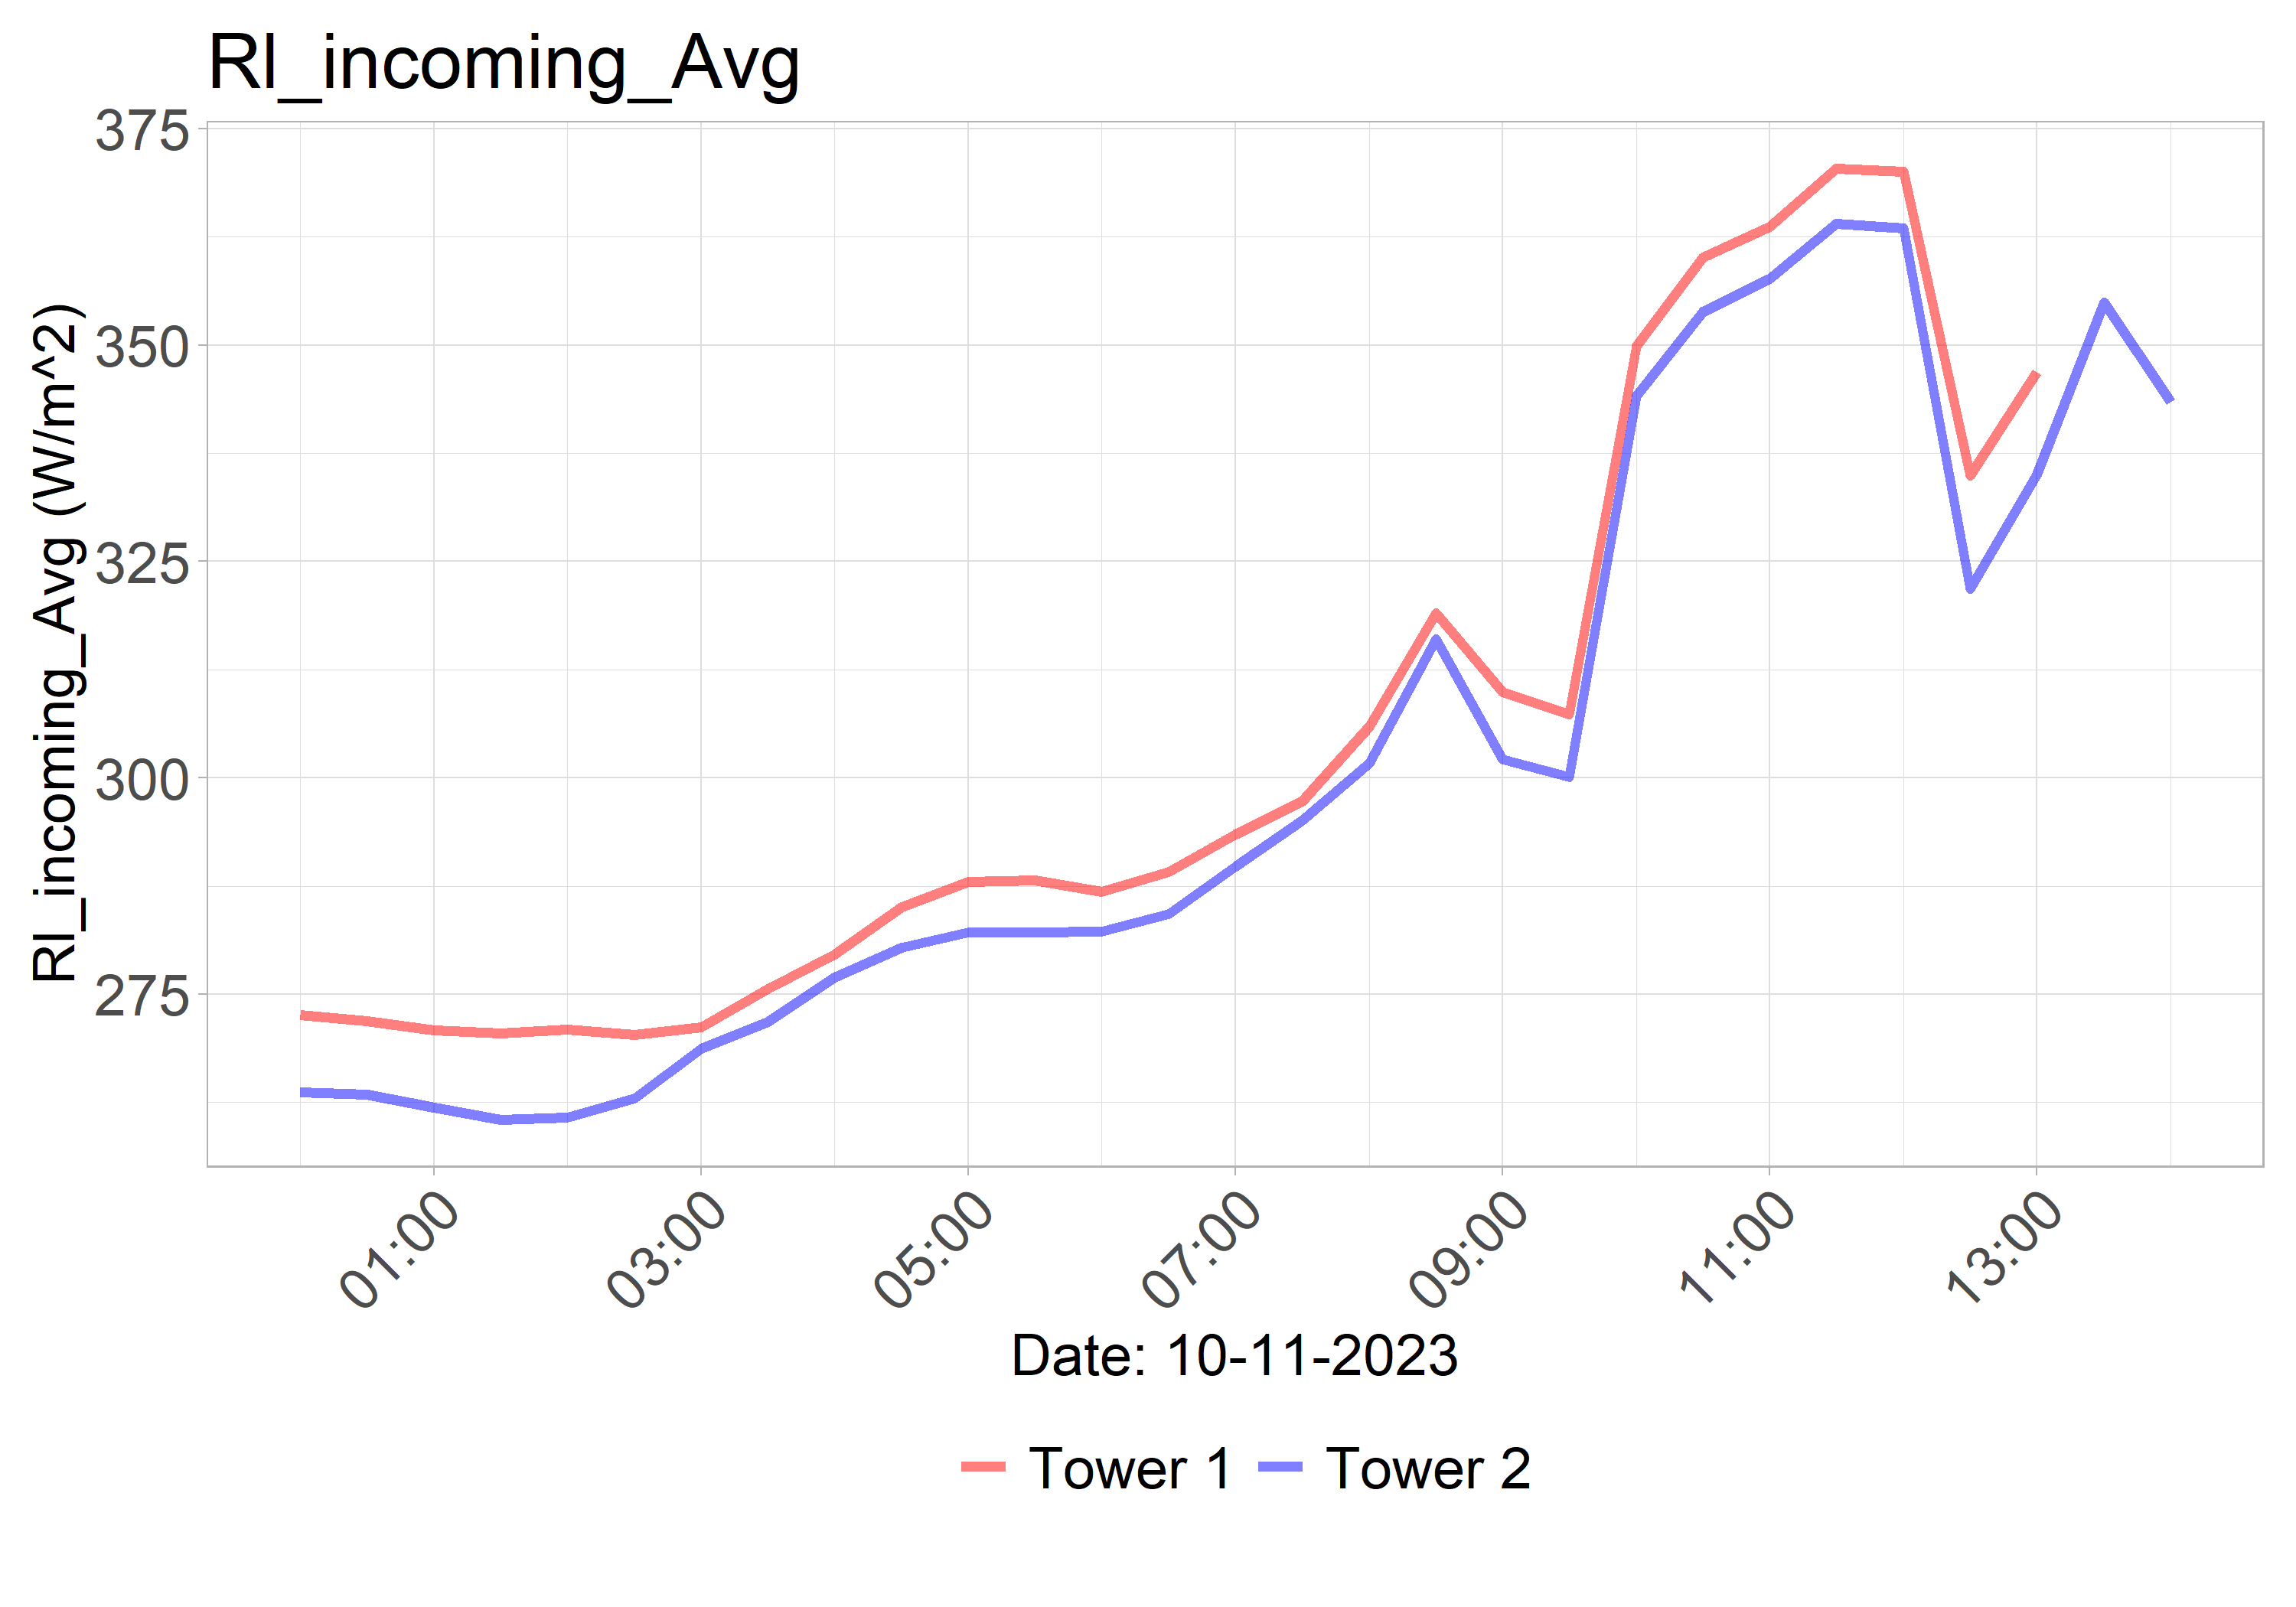 Rl_incoming_Avg
Rl_incoming_Avg (W/m^2)
375
350
325
300
275
01:00
03:00
05:00
07:00
09:00
11:00
13:00
Date: 10-11-2023
Tower 1
Tower 2